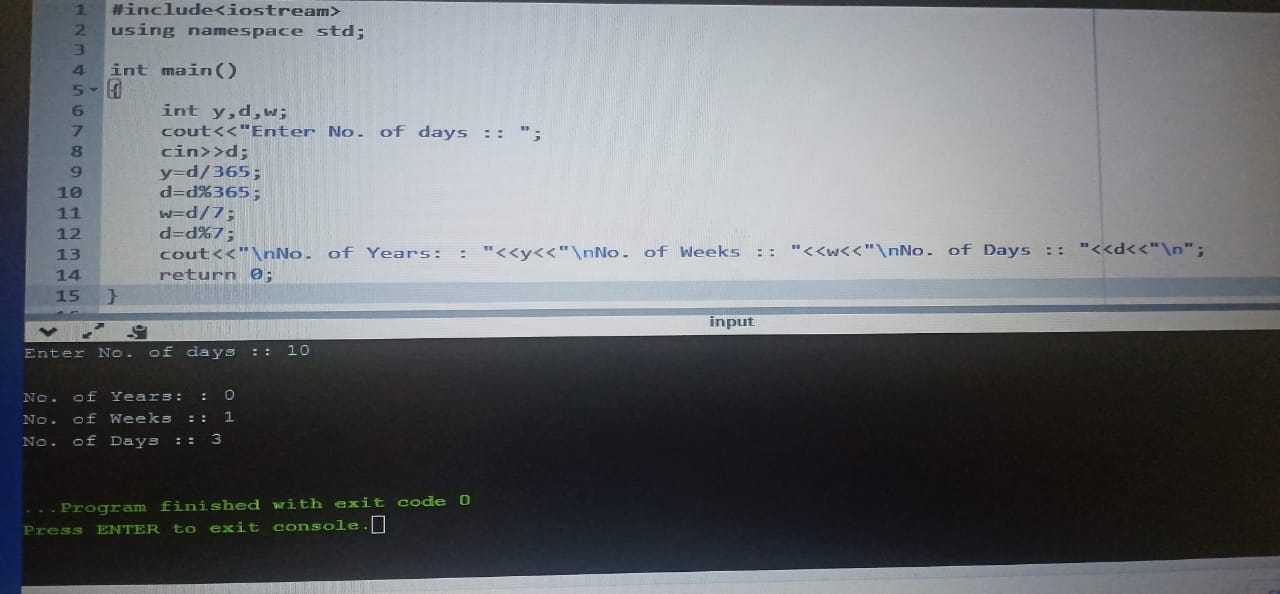 1 #include<iostream>
2 using namespace std;
3
4 int main()
5 {
6 int y,d,w;
7 cout<<"Enter No. of days :: ";
8 cin>>d;
9 y=d/365;
10 d=d%365;
11 w=d/7;
12 d=d%7;
13 cout<<"\nNo. of Years: : "<<y<<"\nNo. of Weeks :: "<<w<<"\nNo. of Days :: "<<d<<"\n";
14 return 0;
15 }
input
Enter No. of days :: 10
No. of Years: : 0
No. of Weeks :: 1
No. of Days :: 3
...Program finished with exit code 0
Press ENTER to exit console.